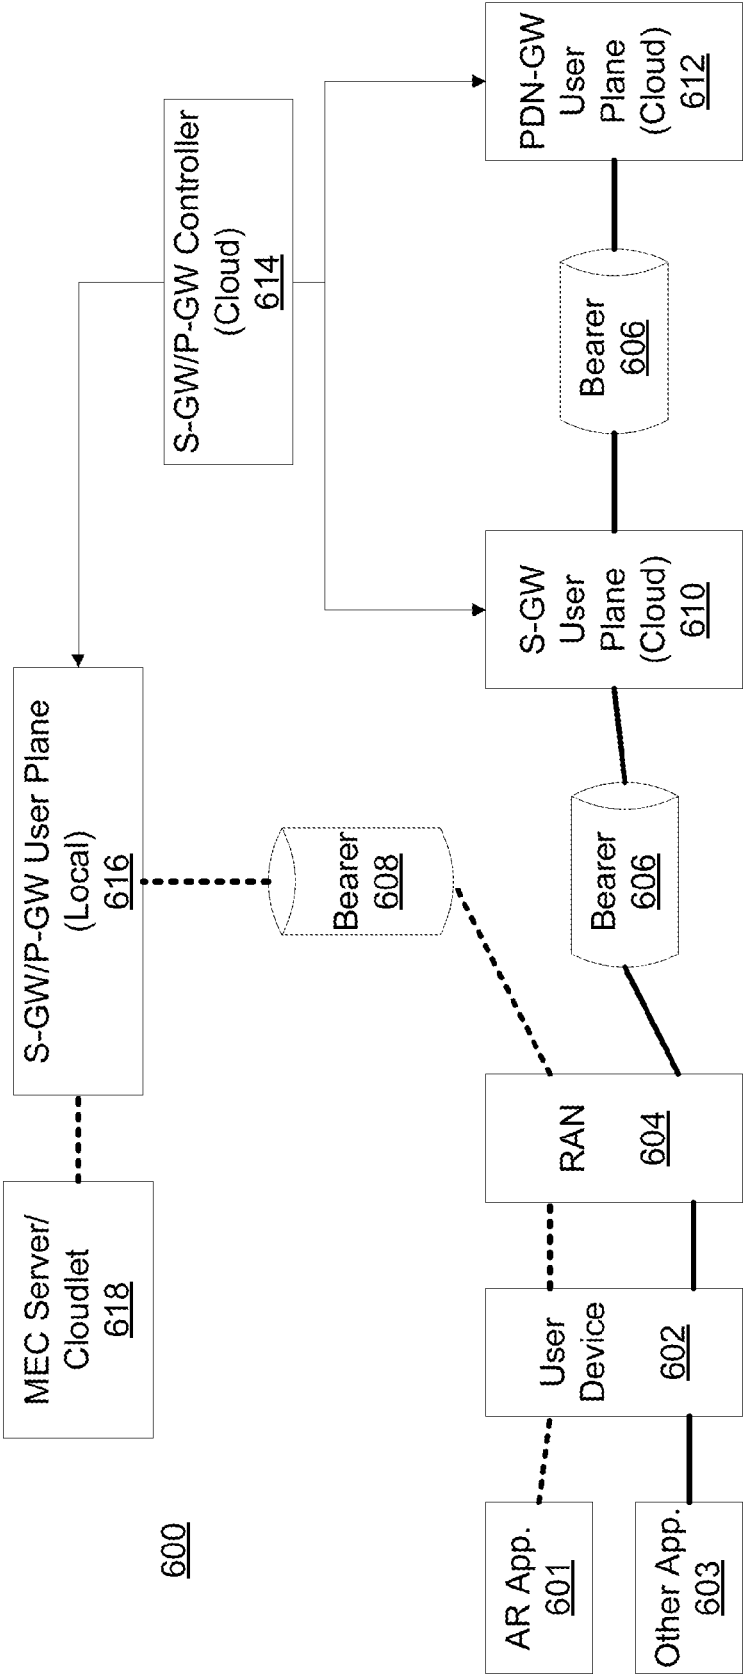 600
MEC Server/
Cloudlet
618
S-GW/P-GW User Plane
(Local)
616
S-GW/P-GW Controller
(Cloud)
614
Bearer
608
AR App.
601
Other App.
603
User
Device
602
RAN
604
Bearer
606
S-GW
User
Plane
(Cloud)
610
Bearer
606
PDN-GW
User
Plane
(Cloud)
612